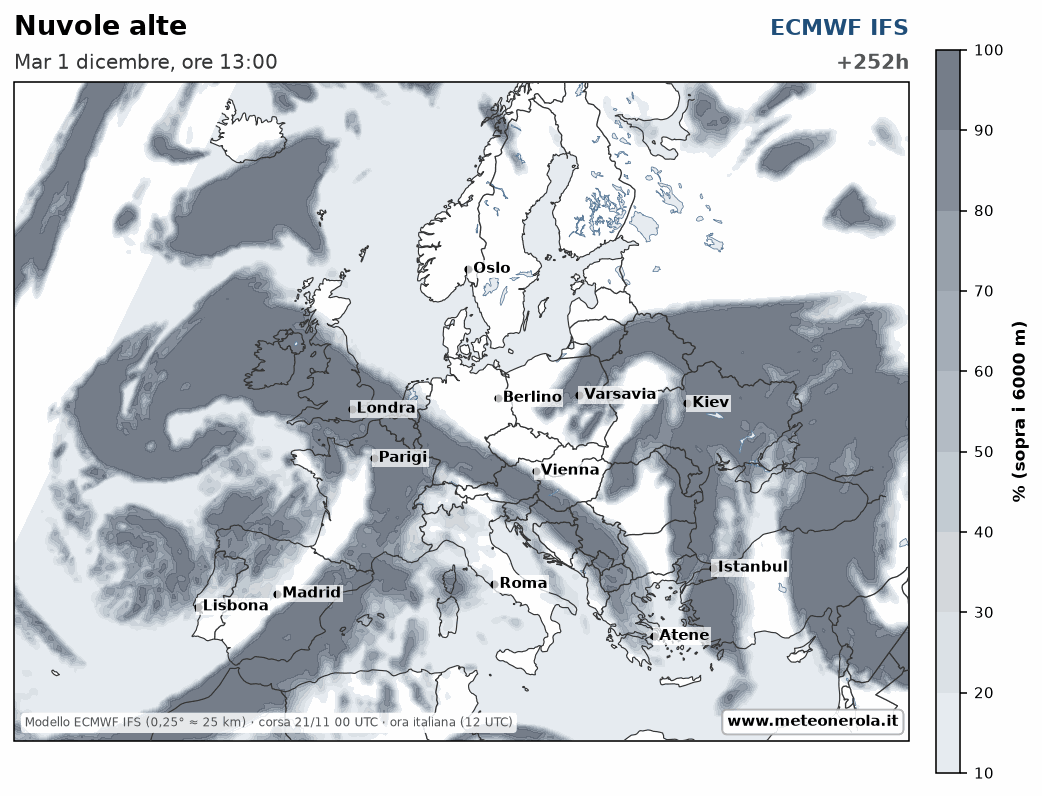 Nuvole alte
ECMWF IFS
Mar 1 dicembre, ore 13:00
+252h
100
90
80
70
60
50
40
30
20
10
% (sopra i 6000 m)
Oslo
Berlino
Varsavia
Kiev
Londra
Parigi
Vienna
Istanbul
Roma
Madrid
Lisbona
Atene
Modello ECMWF IFS (0,25° ≈ 25 km) · corsa 21/11 00 UTC · ora italiana (12 UTC)
www.meteonerola.it